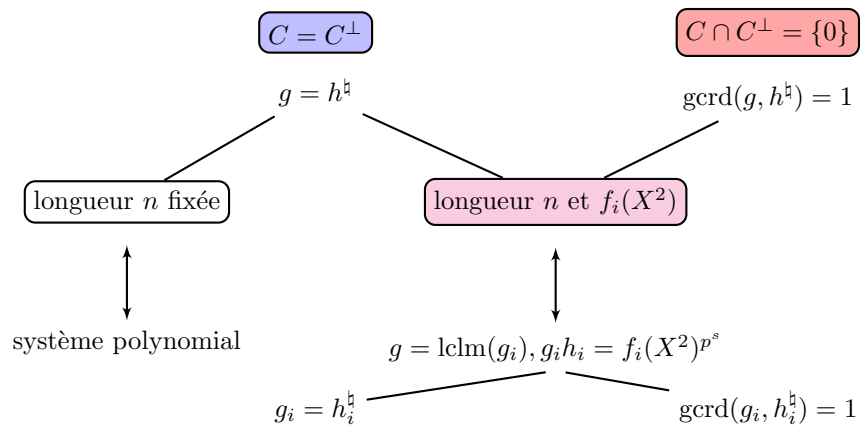 C = C^⊥
C ∩ C^⊥ = {0}
g = h^♮
gcrd(g, h^♮) = 1
longueur n fixée
longueur n et f_i(X^2)
système polynomial
g = lclm(g_i), g_i h_i = f_i(X^2)^{p^s}
g_i = h_i^♮
gcrd(g_i, h_i^♮) = 1